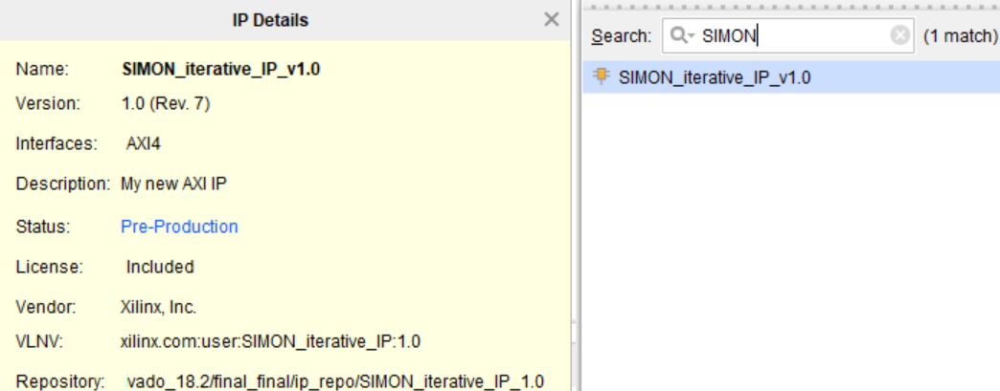 IP Details
Name: SIMON_iterative_IP_v1.0
Version: 1.0 (Rev. 7)
Interfaces: AXI4
Description: My new AXI IP
Status: Pre-Production
License: Included
Vendor: Xilinx, Inc.
VLNV: xilinx.com:user:SIMON_iterative_IP:1.0
Repository: vado_18.2/final_final/ip_repo/SIMON_iterative_IP_1.0
Search: SIMON (1 match)
SIMON_iterative_IP_v1.0